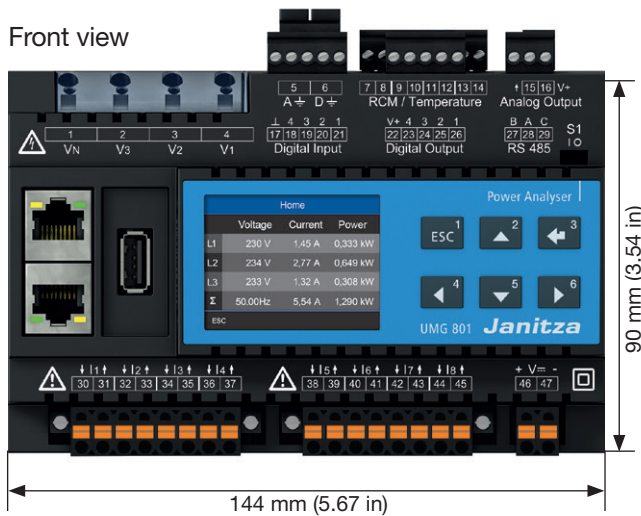 Front view
5 6
A ⏚ D ⏚
7 8 9 10 11 12 13 14
RCM / Temperature
↑ 15 16 V+
Analog Output
1 2 3 4
VN V3 V2 V1
⊥ 4 3 2 1
17 18 19 20 21
Digital Input
V+ 4 3 2 1
22 23 24 25 26
Digital Output
B A C
27 28 29
RS 485
S1
I O
Home
Voltage Current Power
L1 230 V 1,45 A 0,333 kW
L2 234 V 2,77 A 0,649 kW
L3 233 V 1,32 A 0,308 kW
Σ 50.00Hz 5,54 A 1,290 kW
ESC
Power Analyser
ESC 1
▲ 2
3
◀ 4
▼ 5
▶ 6
UMG 801 Janitza
↓ I1 ↑ ↓ I2 ↑ ↓ I3 ↑ ↓ I4 ↑
30 31 32 33 34 35 36 37
↓ I5 ↑ ↓ I6 ↑ ↓ I7 ↑ ↓ I8 ↑
38 39 40 41 42 43 44 45
+ V= -
46 47
90 mm (3.54 in)
144 mm (5.67 in)